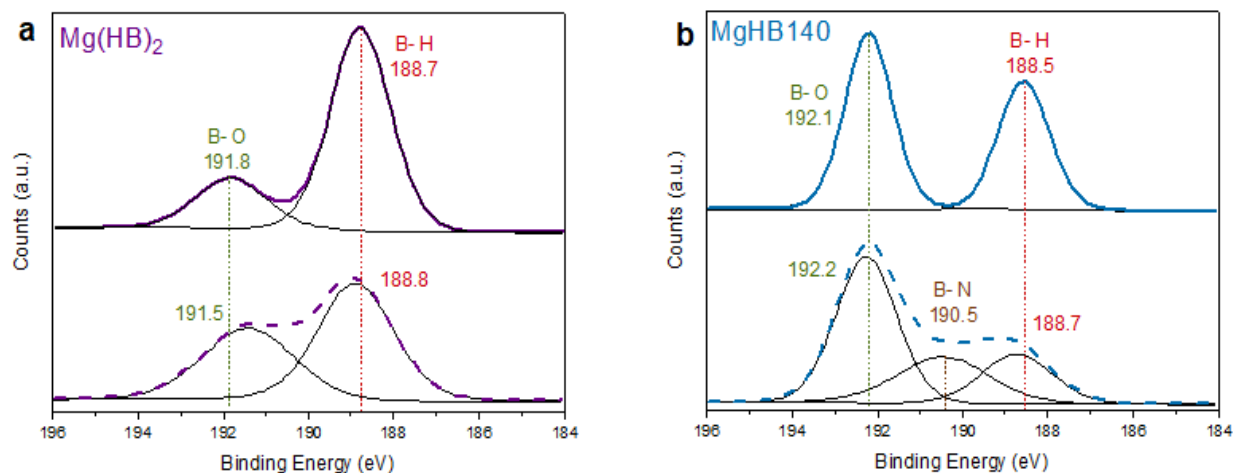 a
Mg(HB)2
B- H
188.7
B- O
191.8
188.8
191.5
Counts (a.u.)
196 194 192 190 188 186 184
Binding Energy (eV)
b
MgHB140
B- H
188.5
B- O
192.1
192.2
B- N
190.5
188.7
Counts (a.u.)
196 194 192 190 188 186 184
Binding Energy (eV)